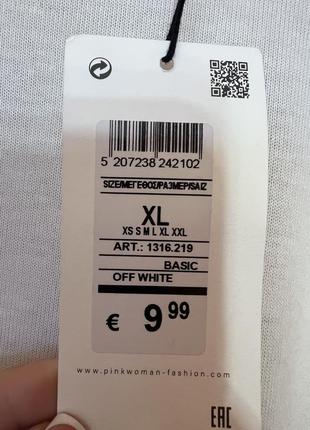 5 207238 242102
SIZE/ΜΕΓΕΘΟΣ/РАЗМЕР/SAIZ
XL
XS S M L XL XXL
ART.: 1316.219
BASIC
OFF WHITE
€ 9 99
www.pinkwoman-fashion.com
EAC